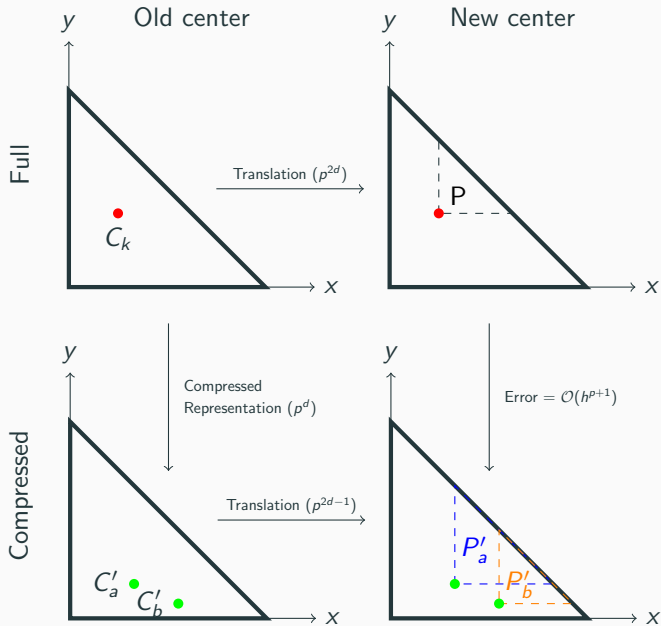 Old center
New center
Full
y
C_k
x
Translation (p^{2d})
y
P
x
Compressed
Representation (p^d)
Error = 𝒪(h^{p+1})
Compressed
y
C'_a
C'_b
x
Translation (p^{2d−1})
y
P'_a
P'_b
x